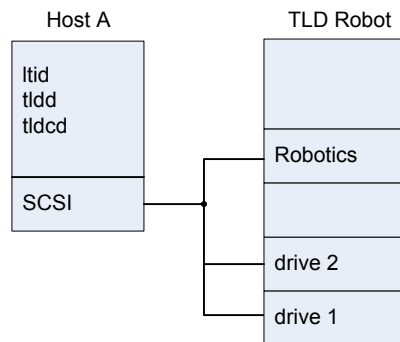 Host A
ltid
tldd
tldcd
SCSI
TLD Robot
Robotics
drive 2
drive 1